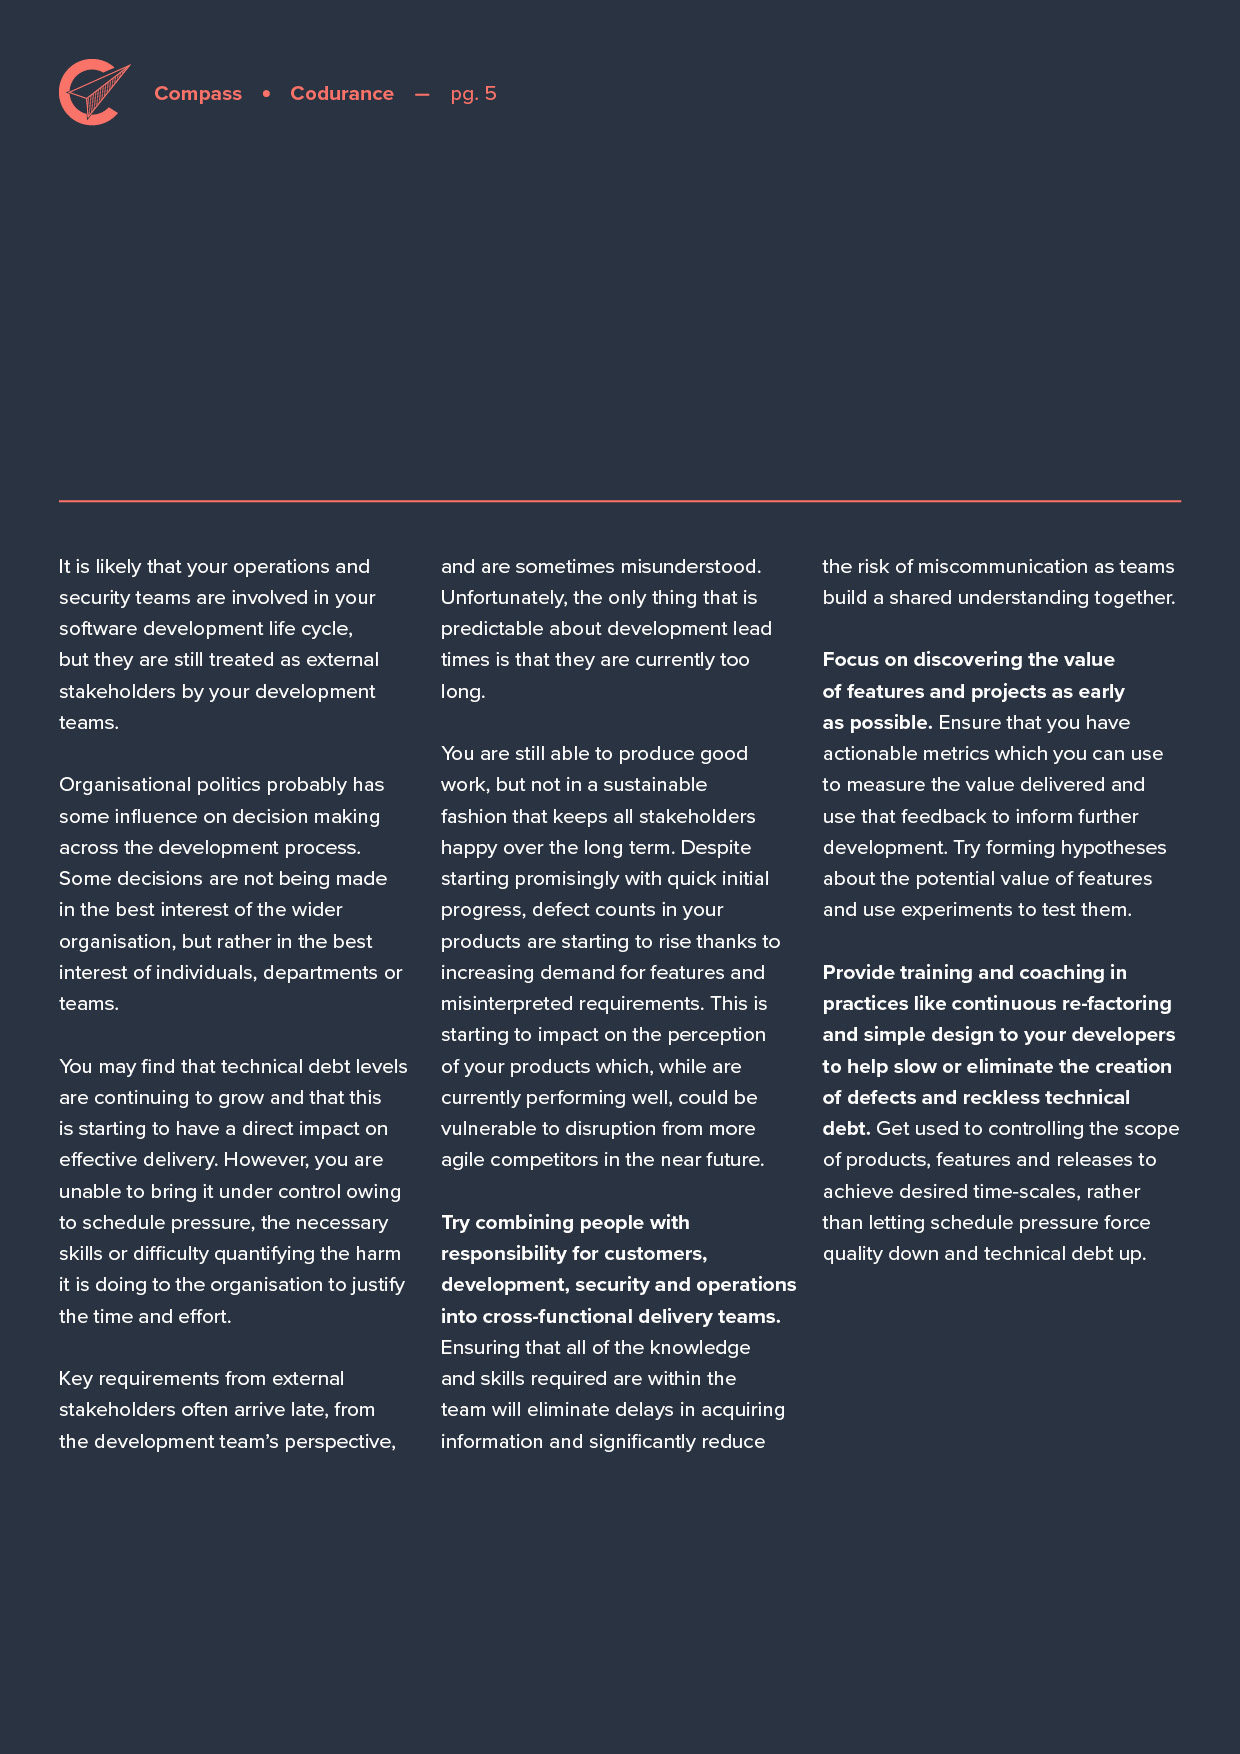 Compass • Codurance — pg. 5
It is likely that your operations and
security teams are involved in your
software development life cycle,
but they are still treated as external
stakeholders by your development
teams.
Organisational politics probably has
some influence on decision making
across the development process.
Some decisions are not being made
in the best interest of the wider
organisation, but rather in the best
interest of individuals, departments or
teams.
You may find that technical debt levels
are continuing to grow and that this
is starting to have a direct impact on
effective delivery. However, you are
unable to bring it under control owing
to schedule pressure, the necessary
skills or difficulty quantifying the harm
it is doing to the organisation to justify
the time and effort.
Key requirements from external
stakeholders often arrive late, from
the development team’s perspective,
and are sometimes misunderstood.
Unfortunately, the only thing that is
predictable about development lead
times is that they are currently too
long.
You are still able to produce good
work, but not in a sustainable
fashion that keeps all stakeholders
happy over the long term. Despite
starting promisingly with quick initial
progress, defect counts in your
products are starting to rise thanks to
increasing demand for features and
misinterpreted requirements. This is
starting to impact on the perception
of your products which, while are
currently performing well, could be
vulnerable to disruption from more
agile competitors in the near future.
Try combining people with
responsibility for customers,
development, security and operations
into cross-functional delivery teams.
Ensuring that all of the knowledge
and skills required are within the
team will eliminate delays in acquiring
information and significantly reduce
the risk of miscommunication as teams
build a shared understanding together.
Focus on discovering the value
of features and projects as early
as possible. Ensure that you have
actionable metrics which you can use
to measure the value delivered and
use that feedback to inform further
development. Try forming hypotheses
about the potential value of features
and use experiments to test them.
Provide training and coaching in
practices like continuous re-factoring
and simple design to your developers
to help slow or eliminate the creation
of defects and reckless technical
debt. Get used to controlling the scope
of products, features and releases to
achieve desired time-scales, rather
than letting schedule pressure force
quality down and technical debt up.